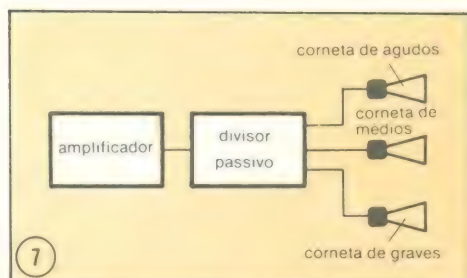 corneta de agudos
amplificador
divisor
passivo
corneta de
médios
corneta de graves
7